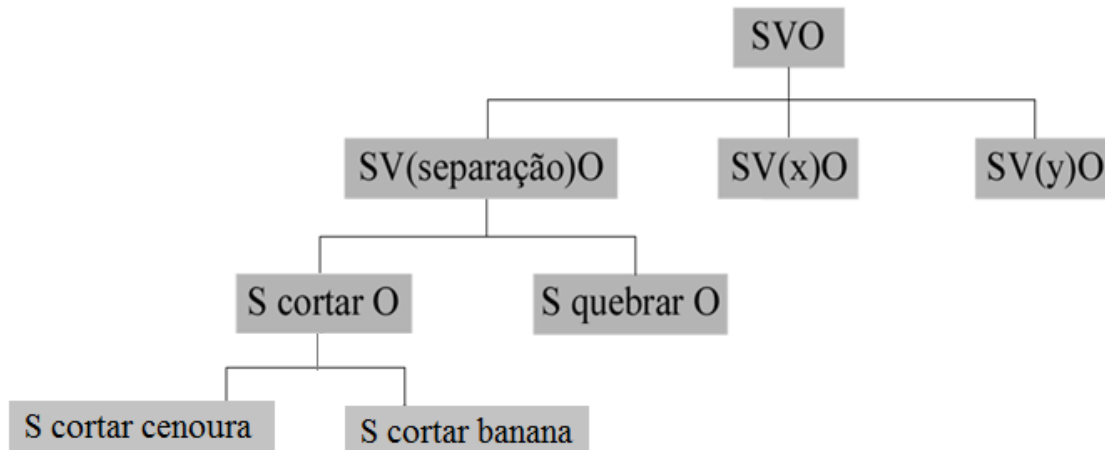 SVO
SV(separação)O
SV(x)O
SV(y)O
S cortar O
S quebrar O
S cortar cenoura
S cortar banana